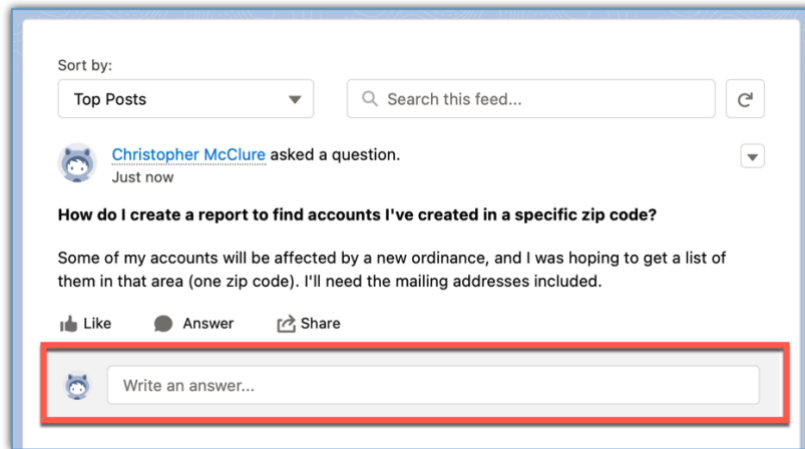 Sort by:
Top Posts
Search this feed...
Christopher McClure asked a question.
Just now
How do I create a report to find accounts I've created in a specific zip code?
Some of my accounts will be affected by a new ordinance, and I was hoping to get a list of
them in that area (one zip code). I'll need the mailing addresses included.
Like Answer Share
Write an answer...